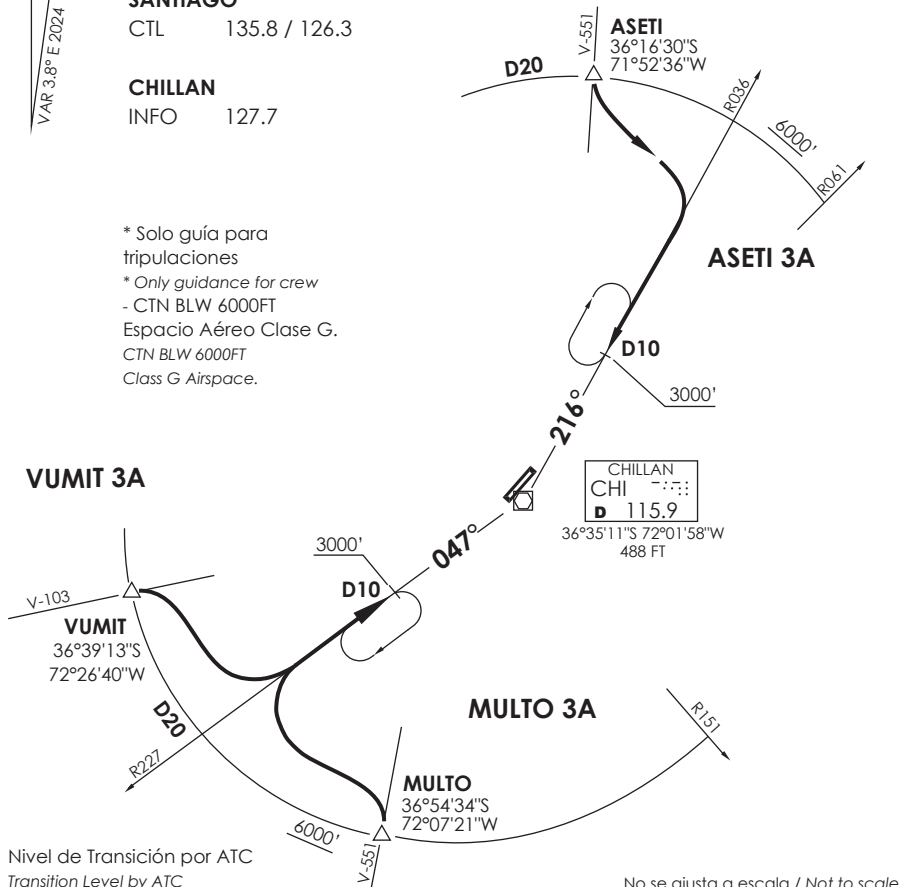 SANTIAGO
CTL 135.8 / 126.3
VAR 3.8° E 2024
CHILLAN
INFO 127.7
V-551
ASETI
36°16'30"S
71°52'36"W
D20
R036
6000'
R061
* Solo guía para
tripulaciones
* Only guidance for crew
- CTN BLW 6000FT
Espacio Aéreo Clase G.
CTN BLW 6000FT
Class G Airspace.
ASETI 3A
D10
3000'
216°
CHILLAN
CHI
D 115.9
36°35'11"S 72°01'58"W
488 FT
VUMIT 3A
3000'
047°
D10
V-103
VUMIT
36°39'13"S
72°26'40"W
D20
R227
MULTO 3A
R151
MULTO
36°54'34"S
72°07'21"W
6000'
V-551
Nivel de Transición por ATC
Transition Level by ATC
No se ajusta a escala / Not to scale